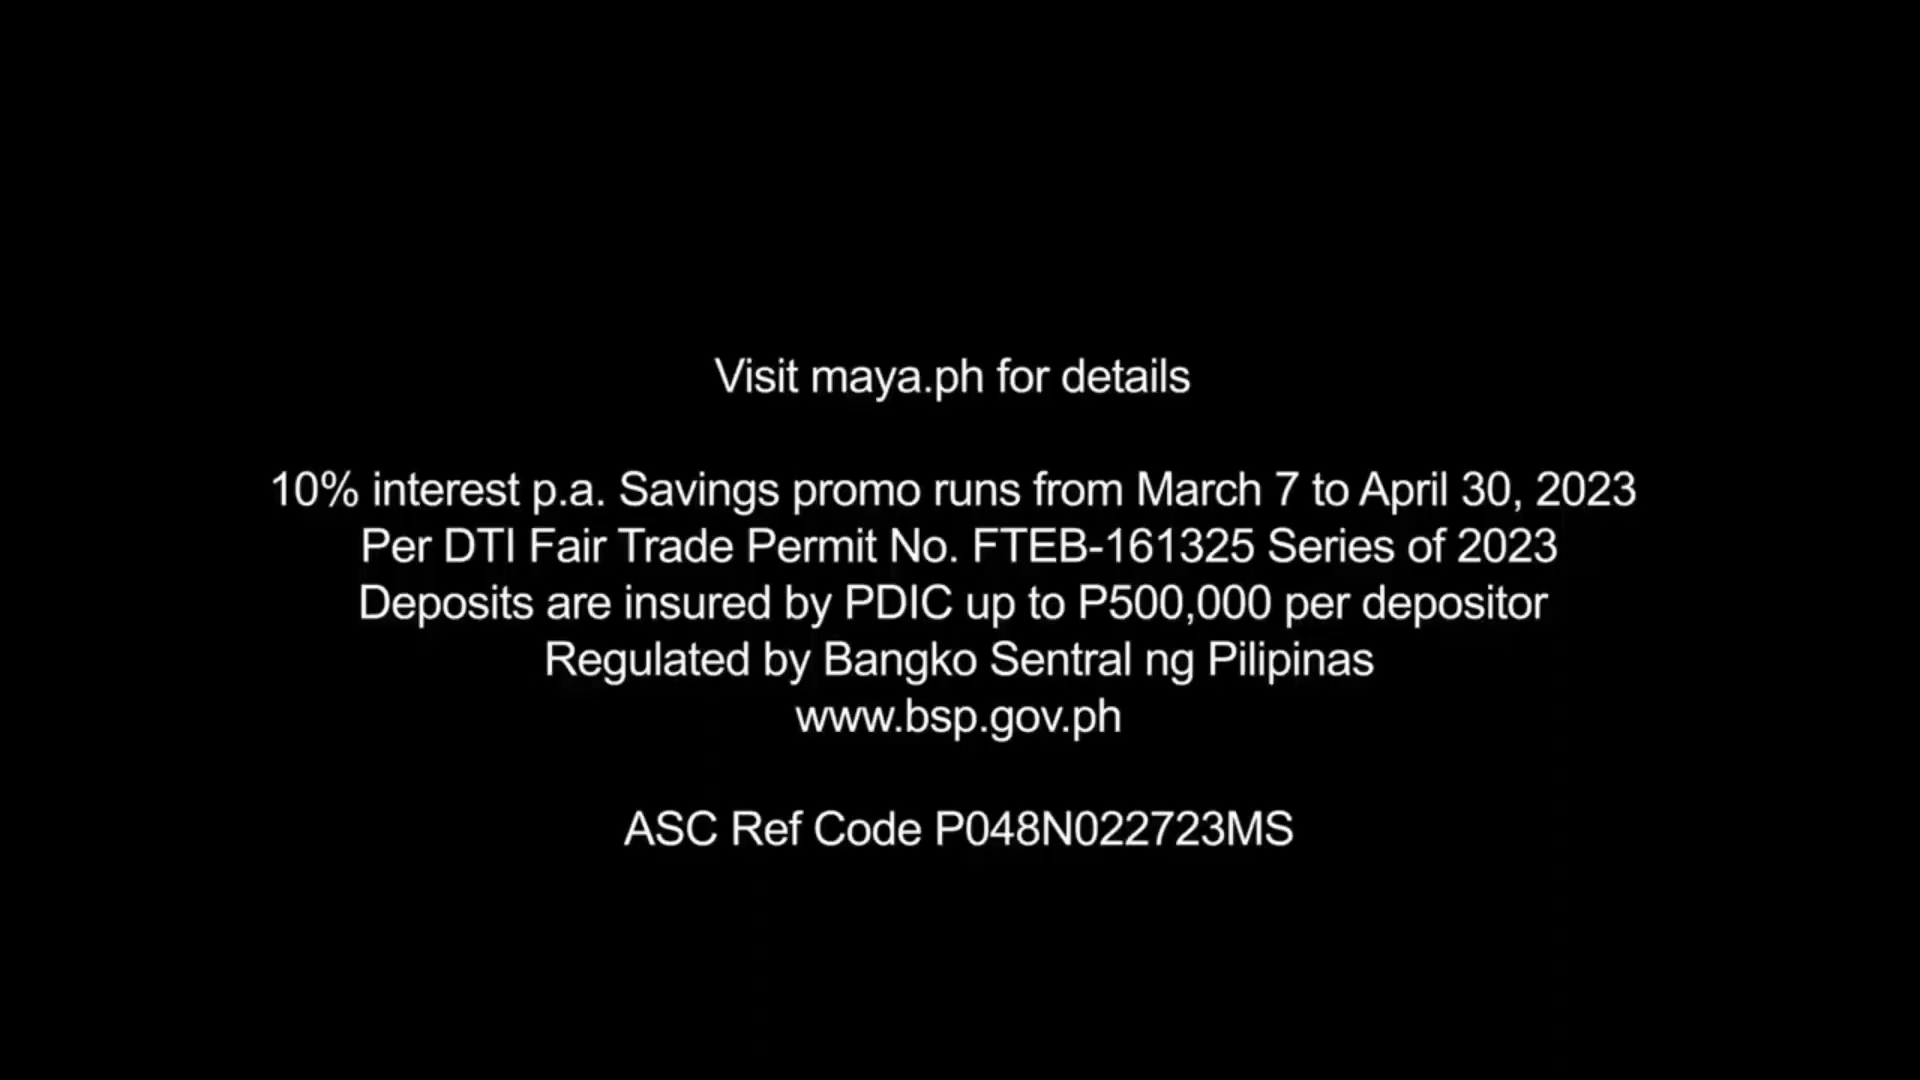 Visit maya.ph for details
10% interest p.a. Savings promo runs from March 7 to April 30, 2023
Per DTI Fair Trade Permit No. FTEB-161325 Series of 2023
Deposits are insured by PDIC up to P500,000 per depositor
Regulated by Bangko Sentral ng Pilipinas
www.bsp.gov.ph
ASC Ref Code P048N022723MS